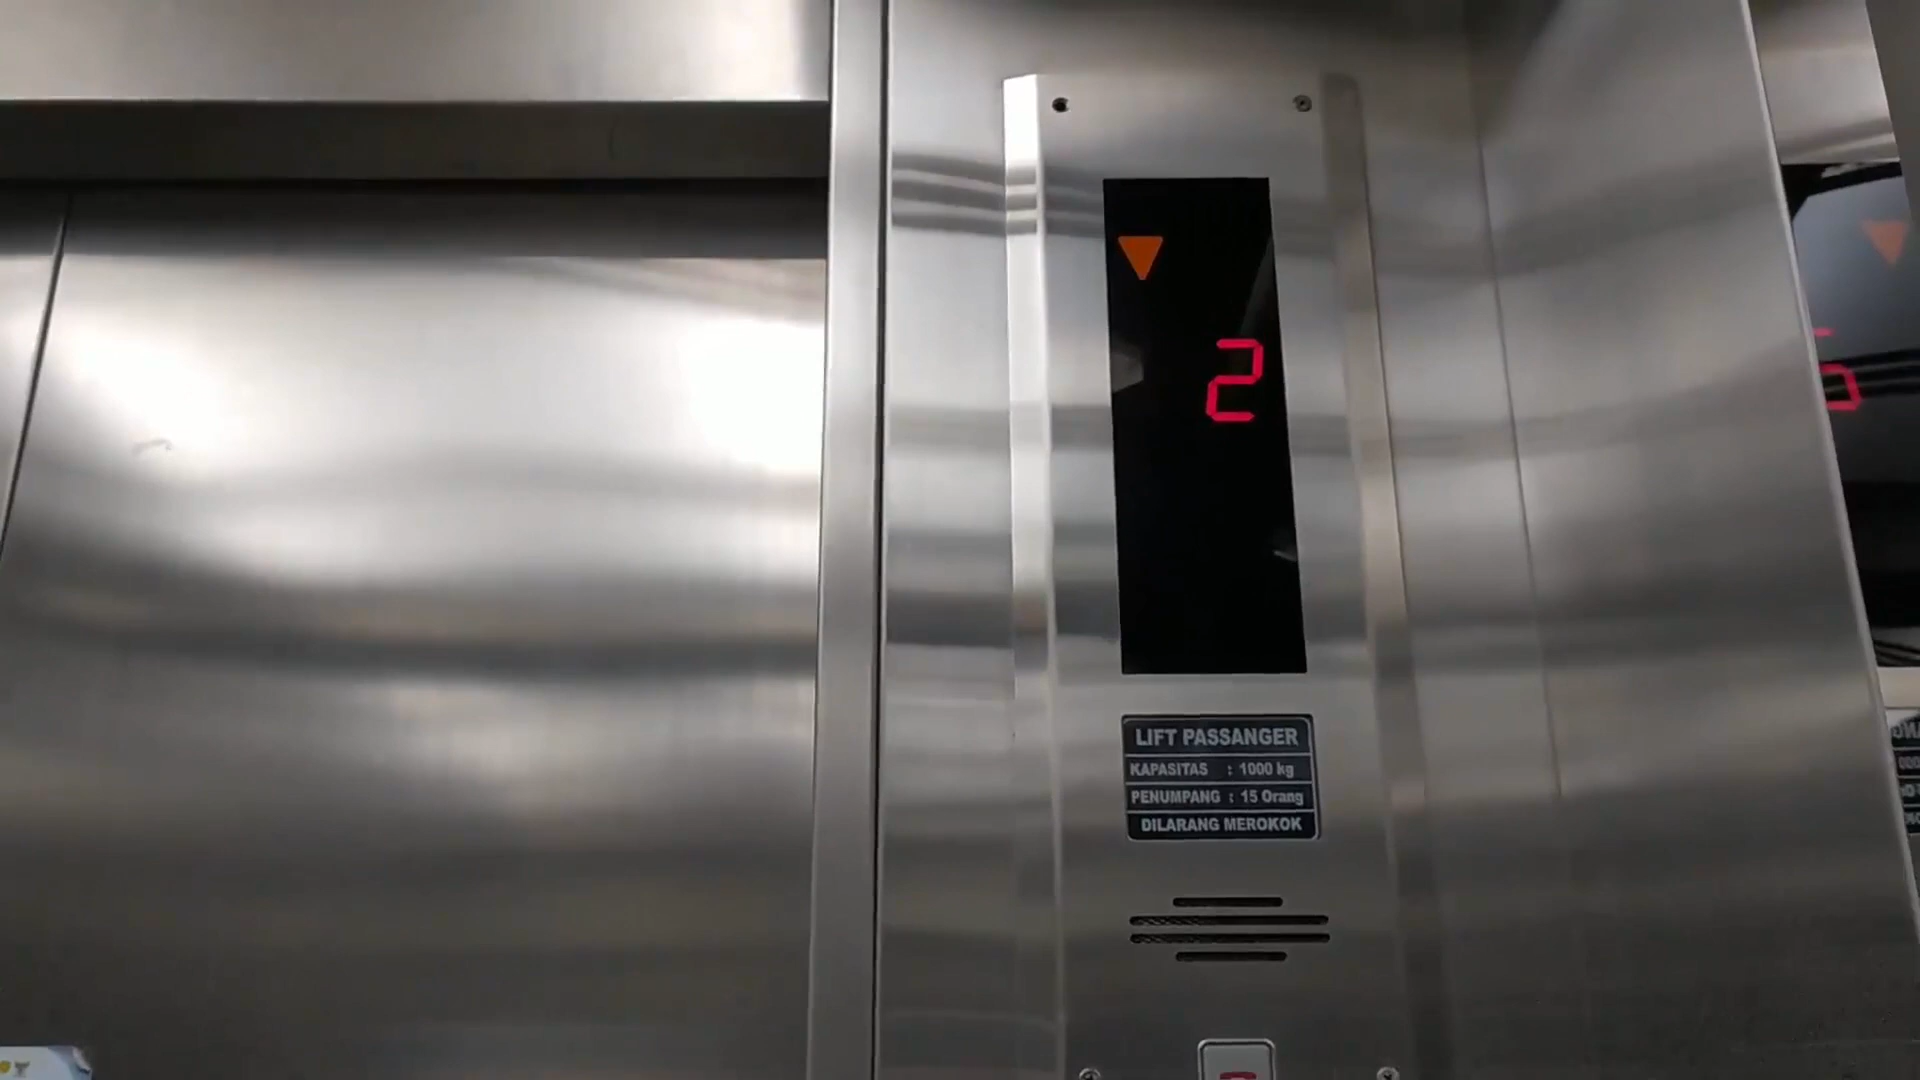 2
LIFT PASSANGER
KAPASITAS : 1000 kg
PENUMPANG : 15 Orang
DILARANG MEROKOK